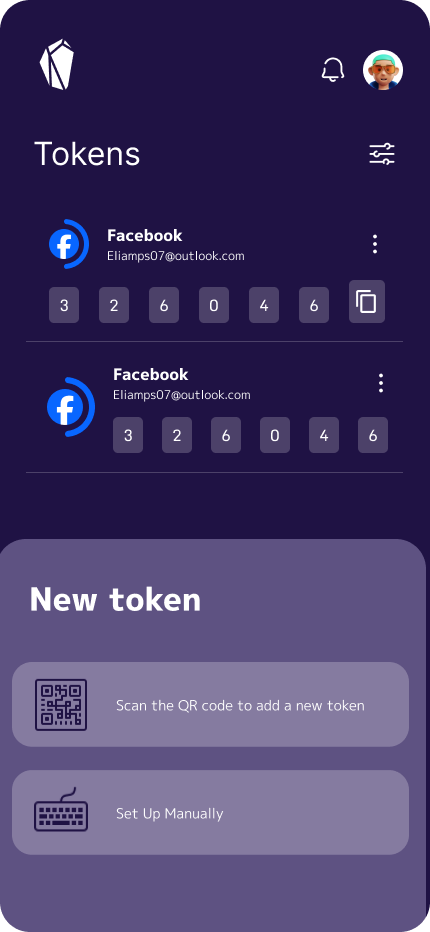 Tokens
Facebook
Eliamps07@outlook.com
3 2 6 0 4 6
Facebook
Eliamps07@outlook.com
3 2 6 0 4 6
New token
Scan the QR code to add a new token
Set Up Manually